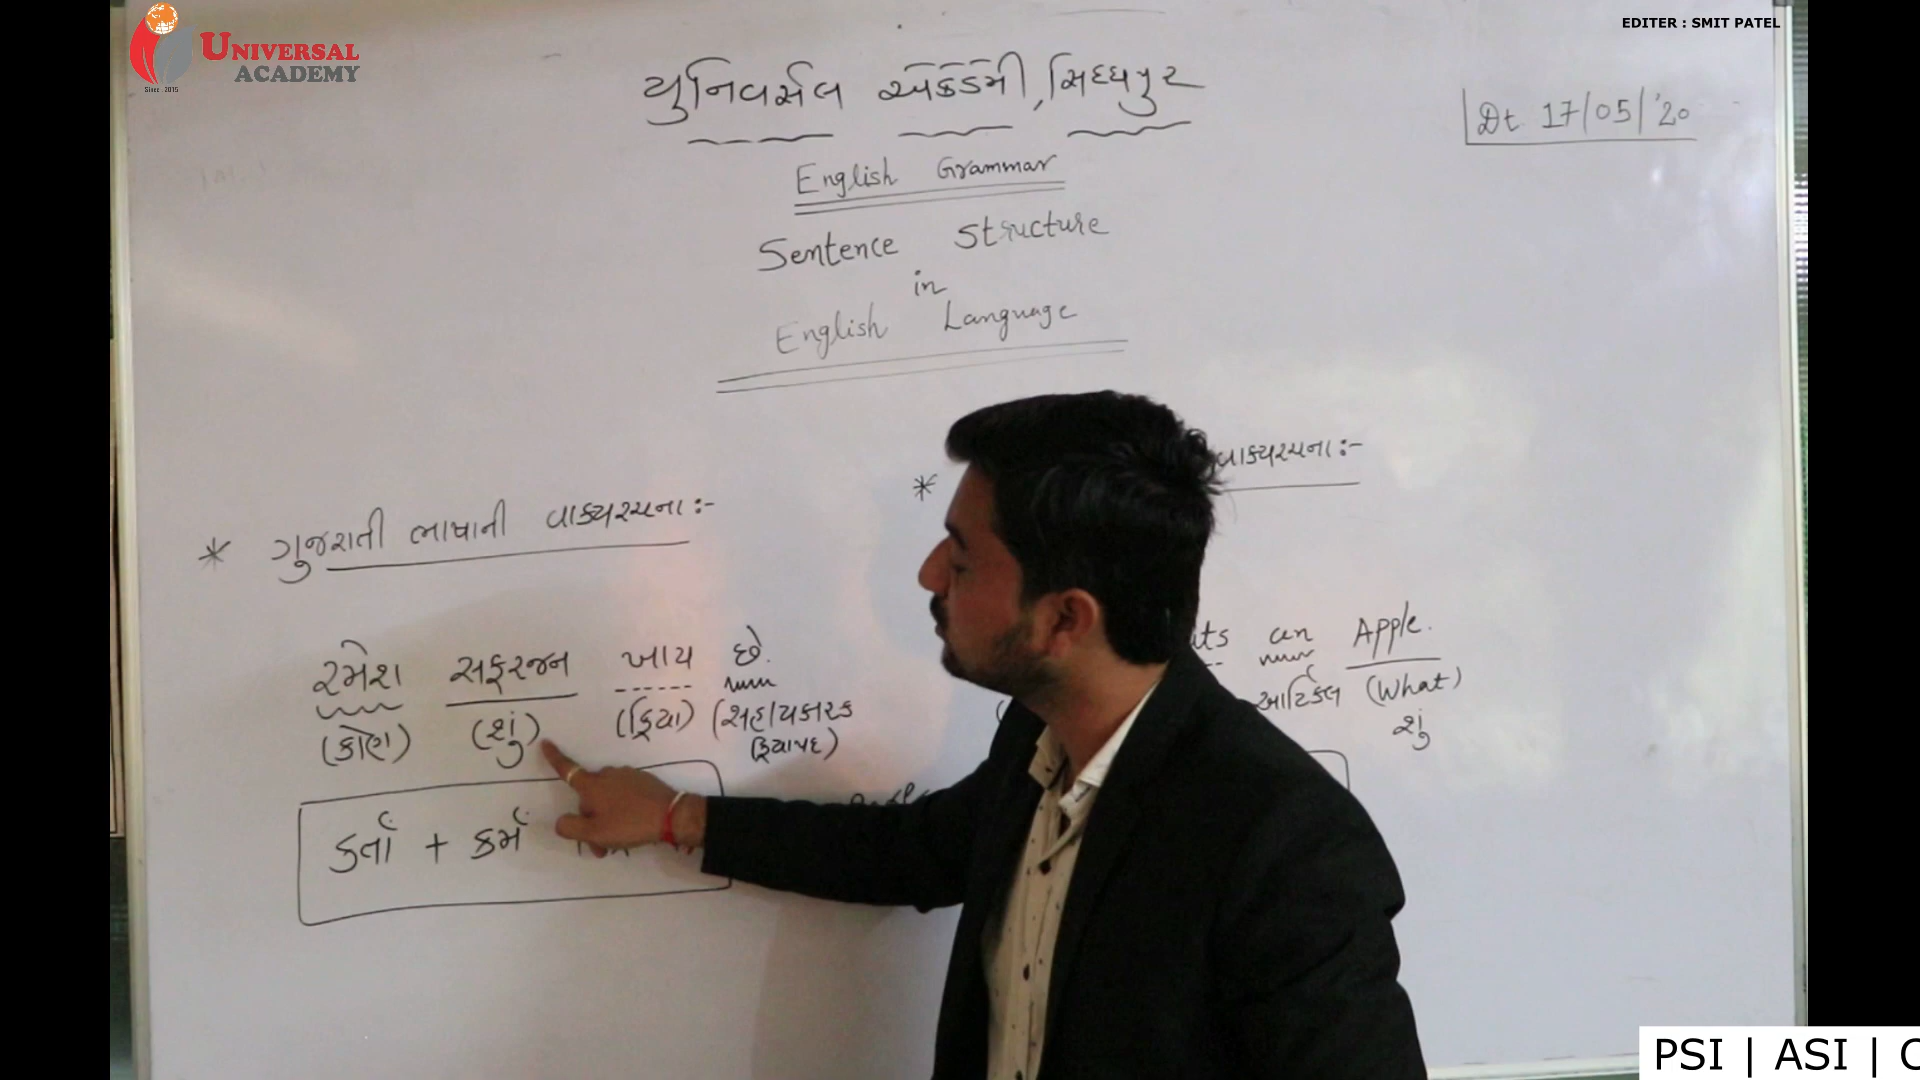 UNIVERSAL
ACADEMY
Since . 2015
EDITER : SMIT PATEL
યુનિવર્સલ એકેડેમી, સિધ્ધપુર
Dt 17/05/'20
English Grammar
Sentence Structure
in
English Language
* ગુજરાતી ભાષાની વાક્યરચના :-
* વાક્યરચના :-
રમેશ સફરજન ખાય છે.
(કોણ) (શું) (ક્રિયા) (સહાયકારક
ક્રિયાપદ)
કર્તા + કર્મ
an Apple.
આર્ટિકલ (What)
શું
PSI | ASI |